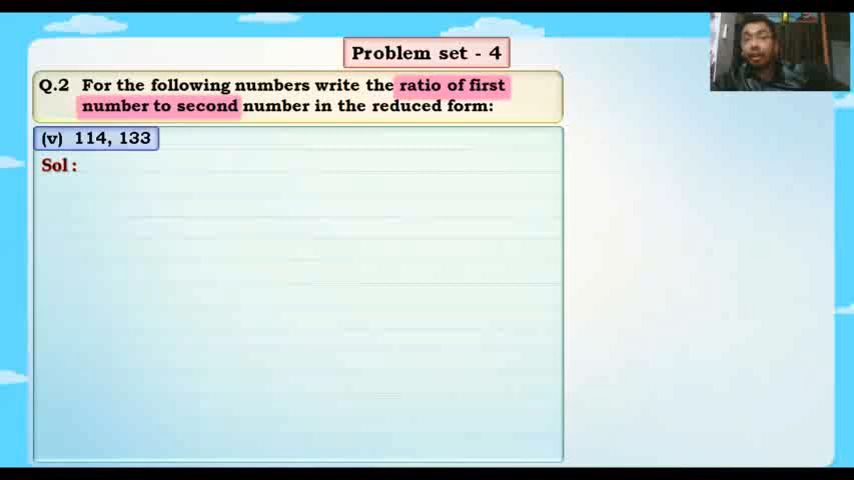 Problem set - 4
Q.2 For the following numbers write the ratio of first
number to second number in the reduced form:
(v) 114, 133
Sol :